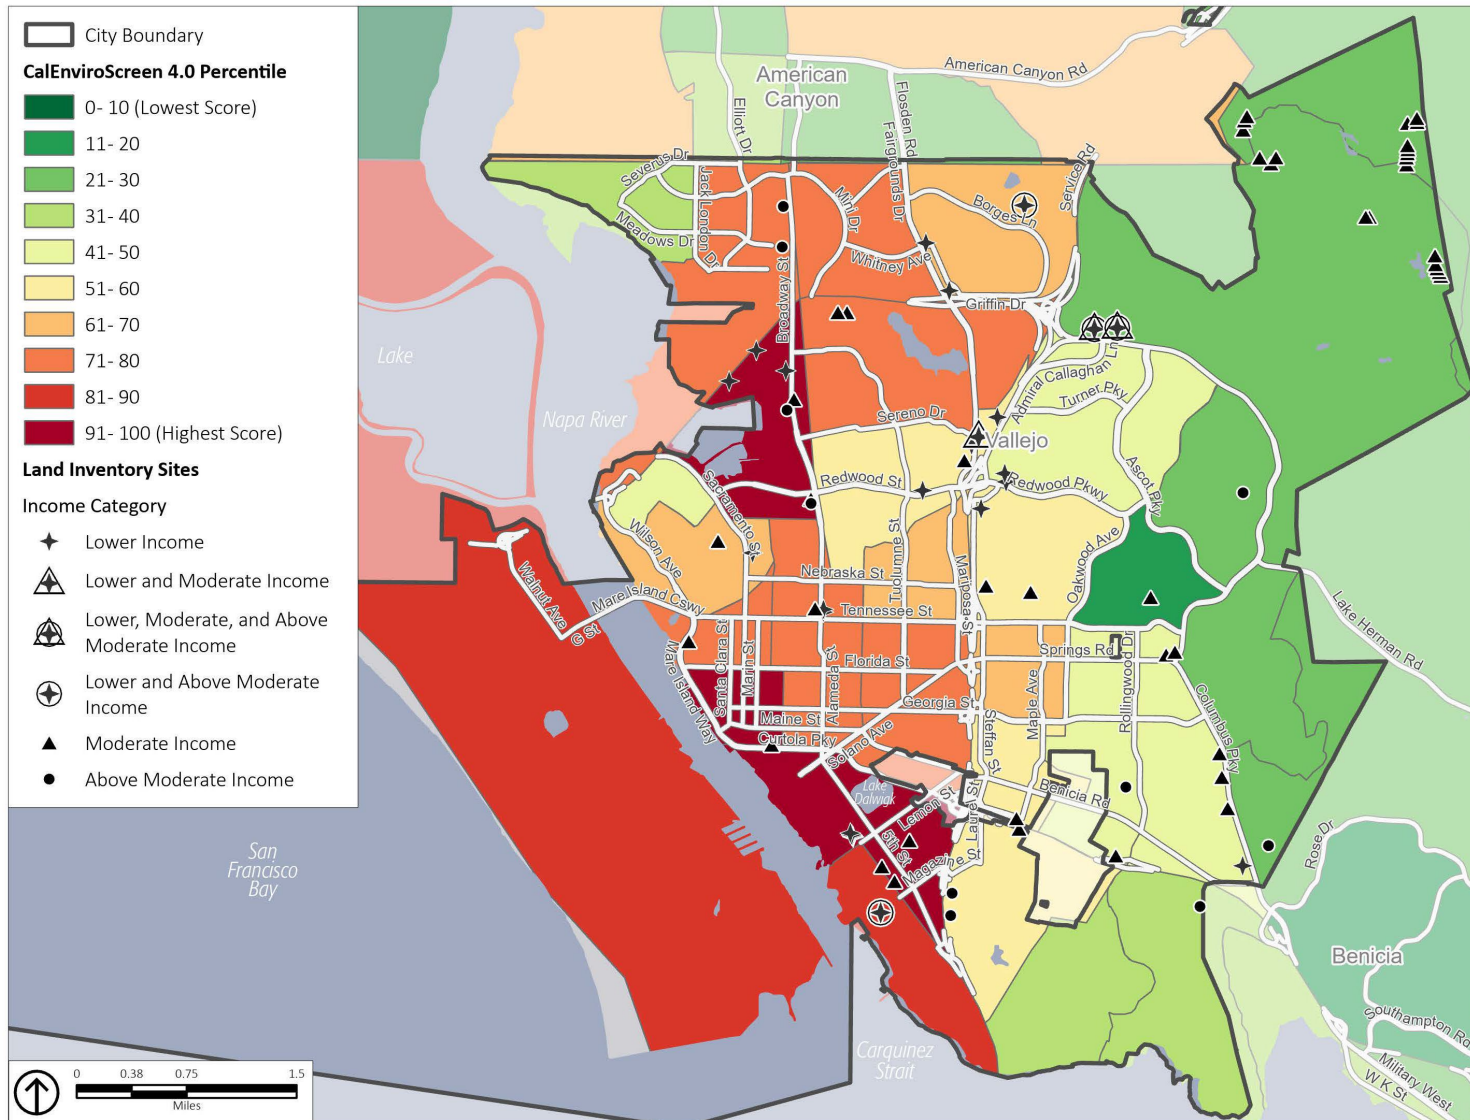 City Boundary
CalEnviroScreen 4.0 Percentile
0- 10 (Lowest Score)
11- 20
21- 30
31- 40
41- 50
51- 60
61- 70
71- 80
81- 90
91- 100 (Highest Score)
Land Inventory Sites
Income Category
Lower Income
Lower and Moderate Income
Lower, Moderate, and Above
Moderate Income
Lower and Above Moderate
Income
Moderate Income
Above Moderate Income
0 0.38 0.75 1.5
Miles
American
Canyon
American Canyon Rd
Elliott Dr
Flosden Rd
Fairgrounds Dr
Service Rd
Severus Dr
Jack London Dr
Meadows Dr
Mini Dr
Borges Ln
Whitney Ave
Broadway St
Griffin Dr
Lake
Napa River
Admiral Callaghan Ln
Turner Pky
Sereno Dr
Vallejo
Ascot Pky
Redwood St
Redwood Pkwy
Sacramento St
Wilson Ave
Tuolumne St
Mariposa St
Oakwood Ave
Nebraska St
Walnut Ave
G St
Mare Island Cswy
Tennessee St
Lake Herman Rd
Springs Rd
Rollingwood Dr
Florida St
Santa Clara St
Marin St
Mare Island Way
Alameda St
Georgia St
Maple Ave
Columbus Pky
Maine St
Curtola Pky
Solano Ave
Steffan St
Lake
Dalwigk
Lemon St
Laurel St
Benicia Rd
5th St
Magazine St
Rose Dr
San
Francisco
Bay
Benicia
Carquinez
Strait
Southampton Rd
Military West
W K St